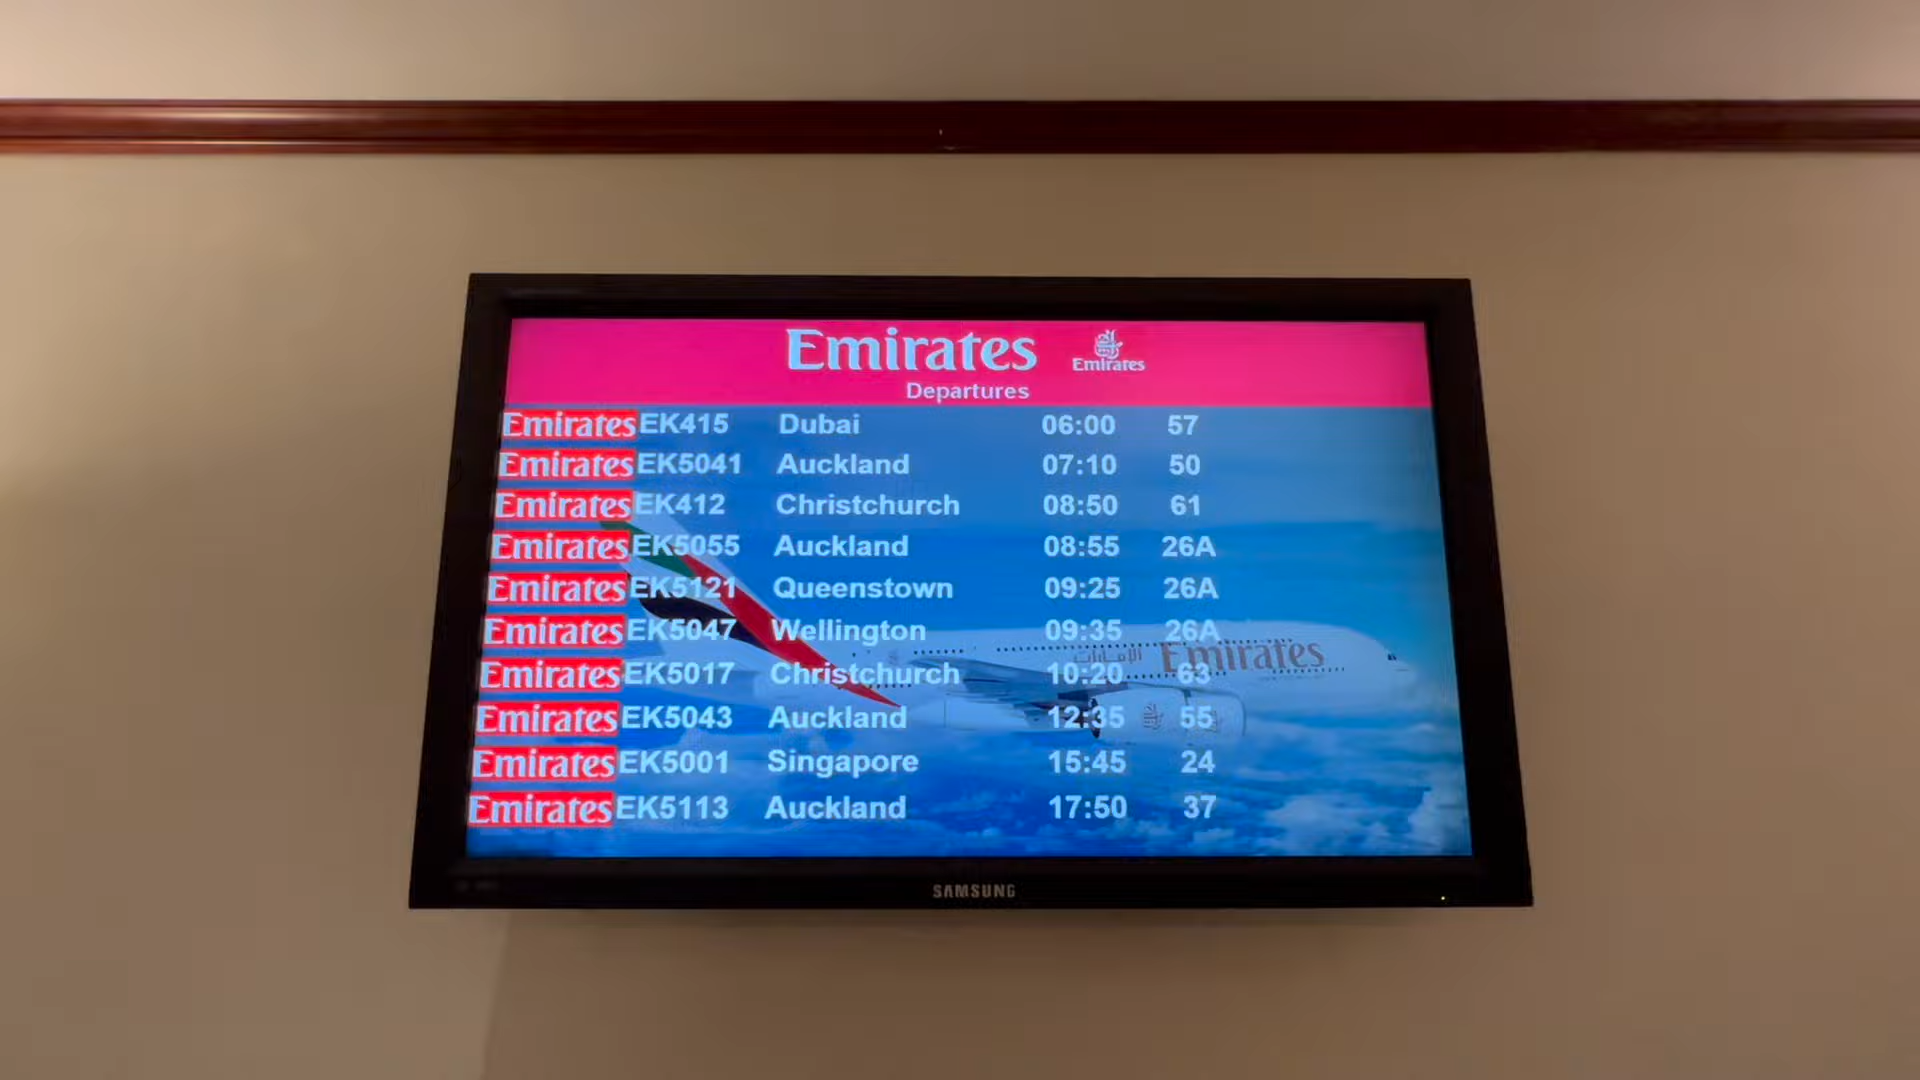 Emirates Emirates
Departures
Emirates EK415 Dubai 06:00 57
Emirates EK5041 Auckland 07:10 50
Emirates EK412 Christchurch 08:50 61
Emirates EK5055 Auckland 08:55 26A
Emirates EK5121 Queenstown 09:25 26A
Emirates EK5047 Wellington 09:35 26A
Emirates EK5017 Christchurch 10:20 63
Emirates EK5043 Auckland 12:35 55
Emirates EK5001 Singapore 15:45 24
Emirates EK5113 Auckland 17:50 37
الإمارات Emirates
SAMSUNG